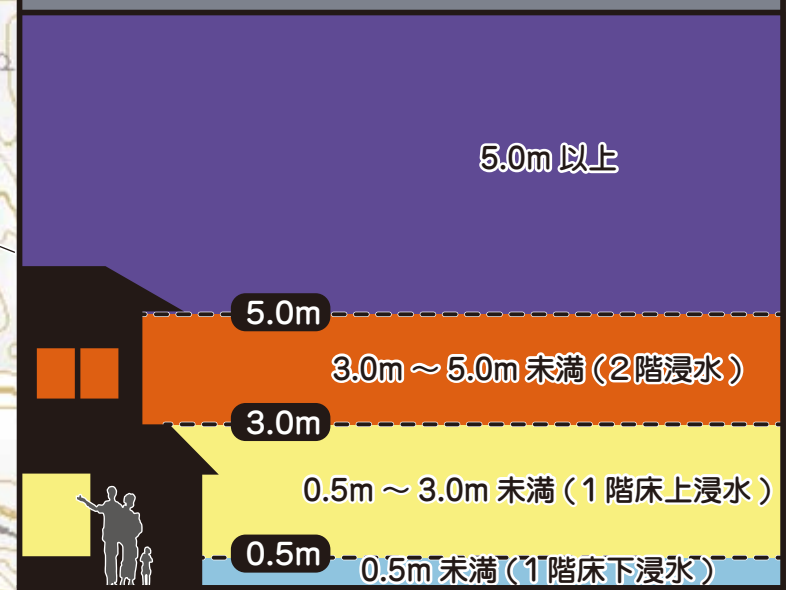 5.0m 以上
5.0m
3.0m ～ 5.0m 未満（2階浸水）
3.0m
0.5m ～ 3.0m 未満（1階床上浸水）
0.5m
0.5m 未満（1階床下浸水）